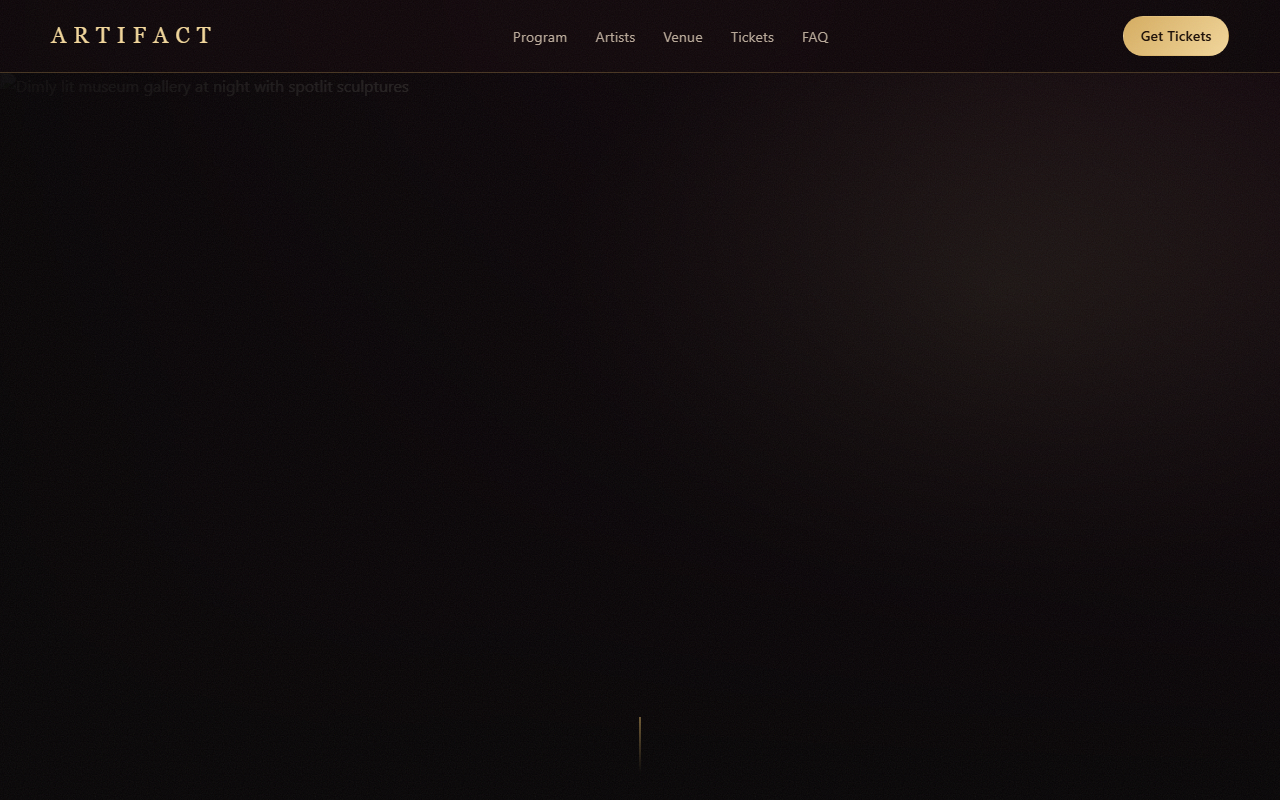 ARTIFACT
Program Artists Venue Tickets FAQ
Get Tickets
Dimly lit museum gallery at night with spotlit sculptures